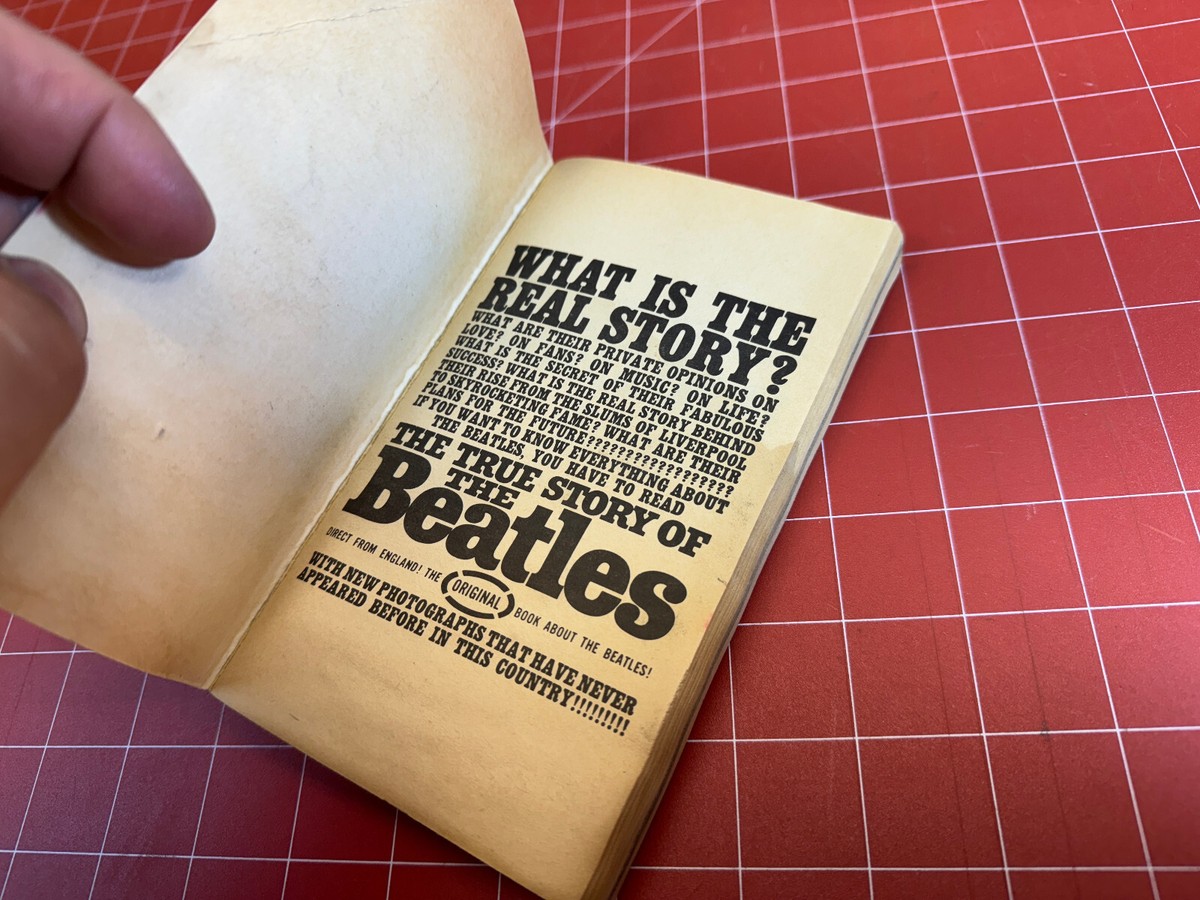 WHAT IS THE
REAL STORY?
WHAT ARE THEIR PRIVATE OPINIONS ON
LOVE? ON FANS? ON MUSIC? ON LIFE?
WHAT IS THE SECRET OF THEIR FABULOUS
SUCCESS? WHAT IS THE REAL STORY BEHIND
THEIR RISE FROM THE SLUMS OF LIVERPOOL
TO SKYROCKETING FAME? WHAT ARE THEIR
PLANS FOR THE FUTURE??????????????????
IF YOU WANT TO KNOW EVERYTHING ABOUT
THE BEATLES, YOU HAVE TO READ
THE TRUE STORY OF
THE
Beatles
DIRECT FROM ENGLAND! THE ORIGINAL BOOK ABOUT THE BEATLES!
WITH NEW PHOTOGRAPHS THAT HAVE NEVER
APPEARED BEFORE IN THIS COUNTRY!!!!!!!!!